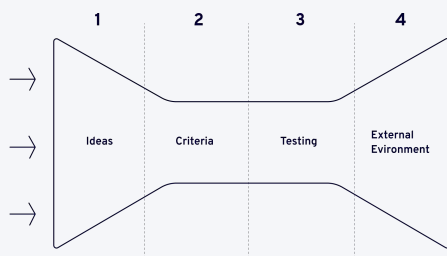 1
2
3
4
Ideas
Criteria
Testing
External
Evironment